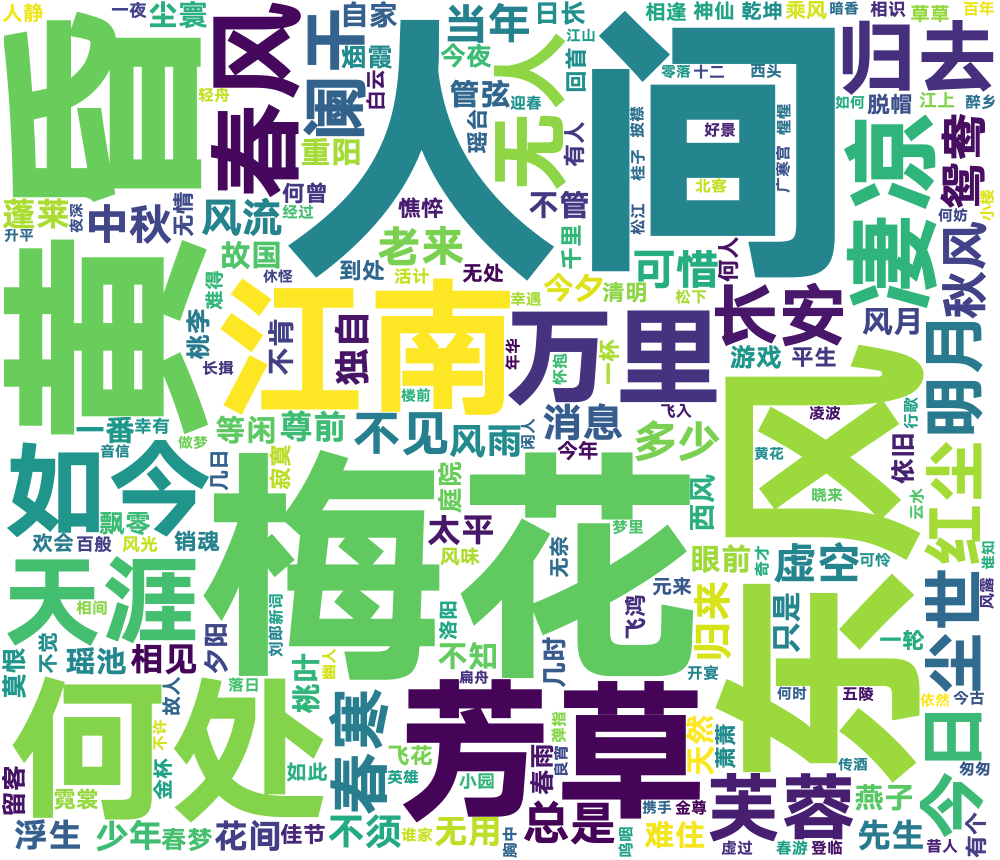 人静
一夜
尘寰
春风
自家
阑干
烟霞
白云
当年
日长
今夜
江山
回首
无人
人间
相逢
神仙
乾坤
乘风
暗香
相识
草草
百年
归去
零落
十二
西头
黄昏
轻舟
重阳
管弦
迎春
瑶台
有人
桂子
披襟
好景
惺惺
北客
广寒宫
如何
脱帽
江上
醉乡
凄凉
鸳鸯
小楼
何妨
蓬莱
升平
夜深
中秋
无情
风流
何曾
经过
憔悴
不管
松江
千里
故国
休怪
到处
老来
活计
无处
可惜
何人
秋风
难得
江南
幸遇
今夕
清明
松下
长安
风月
明月
桃李
长揖
不肯
独自
年华
万里
怀抱
一杯
游戏
平生
楼前
一番
幸有
音信
做梦
等闲
尊前
不见
风雨
闲人
消息
飞入
今年
多少
凌波
黄花
晓来
东风
行歌
依旧
云水
红尘
如今
飘零
几日
寂寞
梅花
庭院
太平
风味
西风
梦里
欢会
百般
风光
销魂
无奈
眼前
奇才
虚空
可怜
谁知
风露
天涯
相间
刘郎新词
洛阳
飞鸿
元来
归来
只是
一轮
尘世
莫恨
不觉
瑶池
相见
夕阳
幽人
桃叶
不知
几时
扁舟
开宴
何时
五陵
依然
今古
何处
故人
落日
不许
春寒
芳草
弹指
天然
萧萧
今日
留客
霓裳
金杯
如此
飞花
英雄
小园
春雨
良宵
传酒
匆匆
芙蓉
燕子
浮生
少年
春梦
花间
佳节
不须
谁家
无用
胸中
总是
呜咽
携手
金尊
难住
虚过
春游
登临
先生
昔人
有个